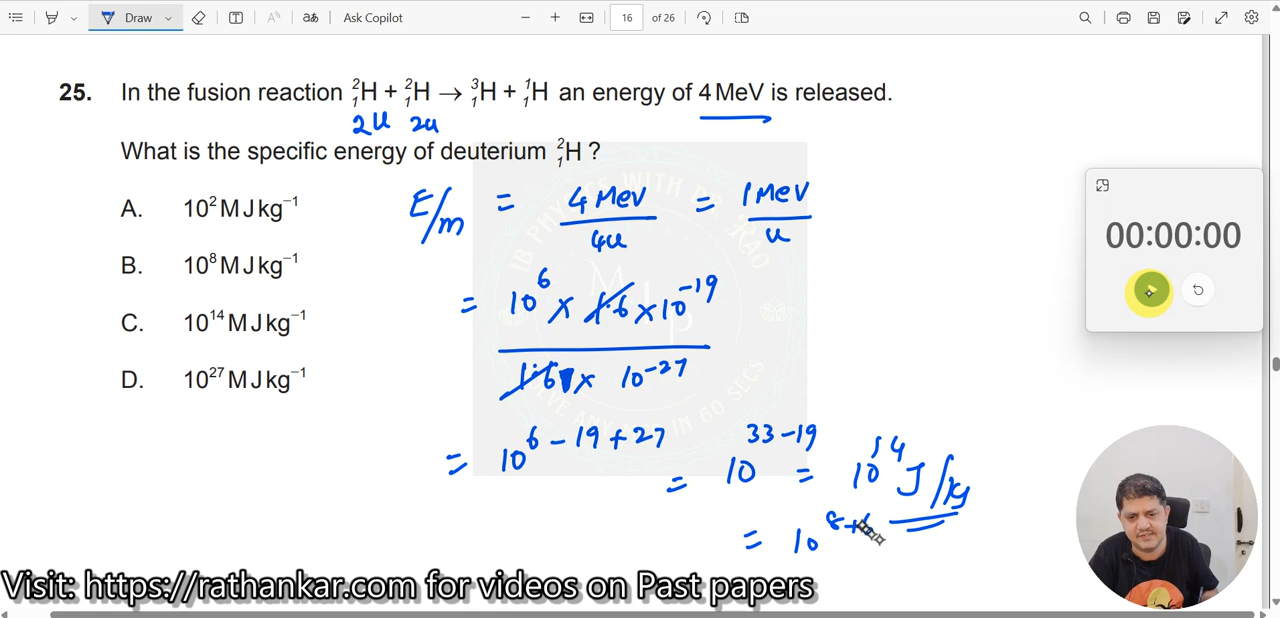 Draw
Ask Copilot
16 of 26
25. In the fusion reaction ²₁H + ²₁H → ³₁H + ¹₁H an energy of 4 MeV is released.
2u 2u
What is the specific energy of deuterium ²₁H ?
A. 10² MJ kg⁻¹
B. 10⁸ MJ kg⁻¹
C. 10¹⁴ MJ kg⁻¹
D. 10²⁷ MJ kg⁻¹
E/m = 4 MeV / 4u = 1 MeV / u
= 10⁶ × 1.6 × 10⁻¹⁹
1.6 × 10⁻²⁷
= 10⁶⁻¹⁹⁺²⁷ = 10³³⁻¹⁹ = 10¹⁴ J/kg
= 10⁸⁺
00:00:00
Visit: https://rathankar.com for videos on Past papers